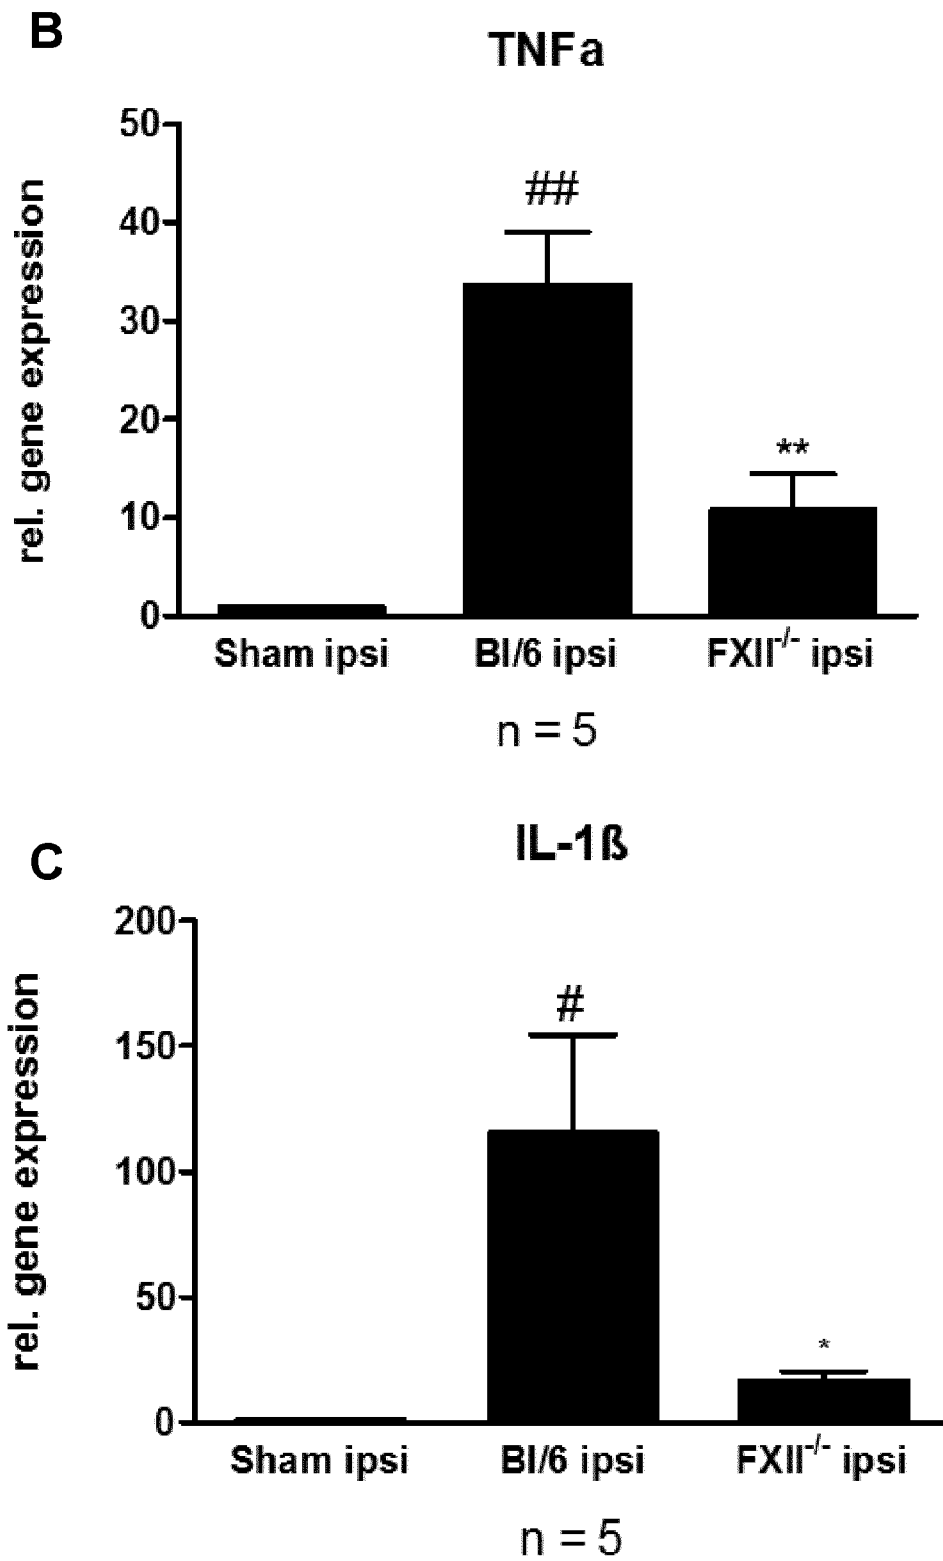 B
TNFa
rel. gene expression
50
40
30
20
10
0
##
**
Sham ipsi
Bl/6 ipsi
FXII-/- ipsi
n = 5
C
IL-1ß
rel. gene expression
200
150
100
50
0
#
*
Sham ipsi
Bl/6 ipsi
FXII-/- ipsi
n = 5